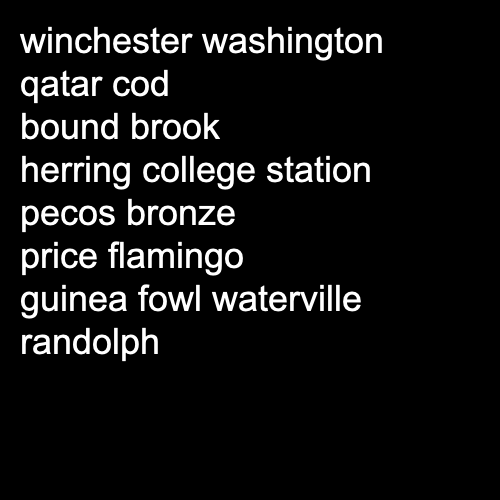 winchester washington
qatar cod
bound brook
herring college station
pecos bronze
price flamingo
guinea fowl waterville
randolph